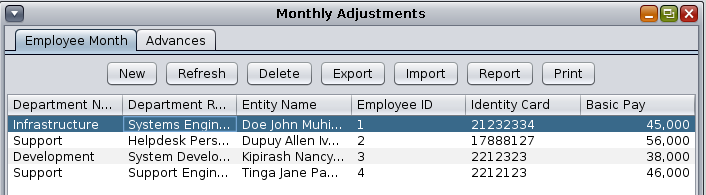 Monthly Adjustments
Employee Month Advances
New Refresh Delete Export Import Report Print
Department N... Department R... Entity Name Employee ID Identity Card Basic Pay
Infrastructure Systems Engin... Doe John Muhi... 1 21232334 45,000
Support Helpdesk Pers... Dupuy Allen Iv... 2 17888127 56,000
Development System Develo... Kipirash Nancy... 3 2212323 38,000
Support Support Engin... Tinga Jane Pa... 4 2212123 46,000